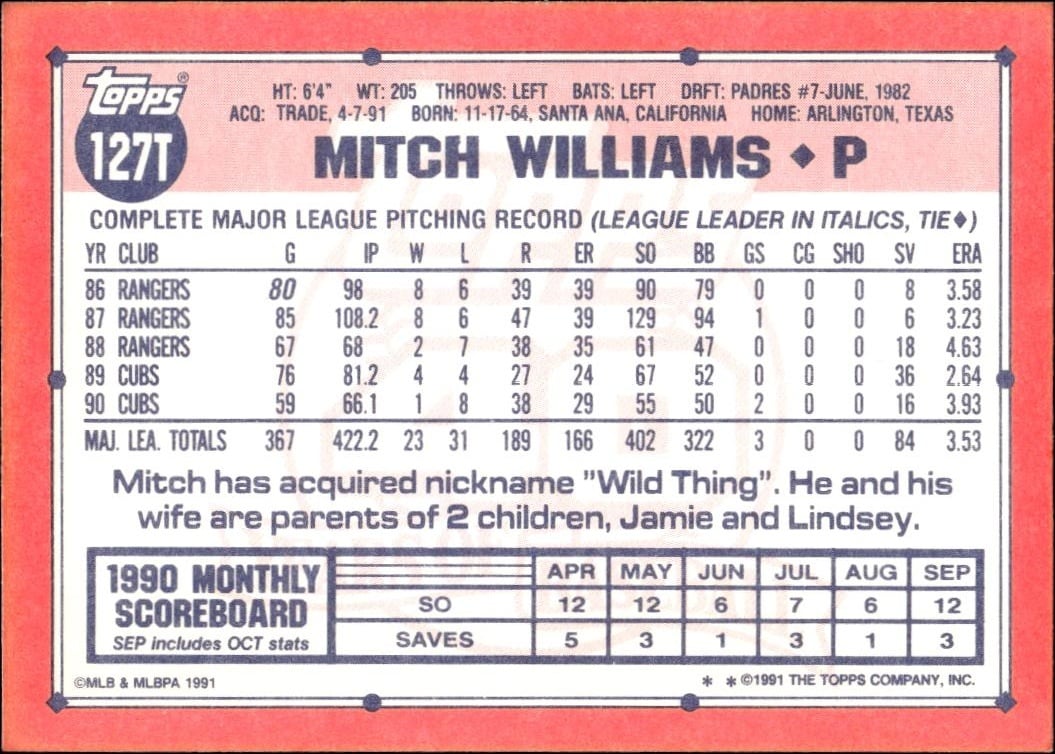 Topps®
127T
HT: 6'4" WT: 205 THROWS: LEFT BATS: LEFT DRFT: PADRES #7-JUNE, 1982
ACQ: TRADE, 4-7-91 BORN: 11-17-64, SANTA ANA, CALIFORNIA HOME: ARLINGTON, TEXAS
MITCH WILLIAMS ◆ P
COMPLETE MAJOR LEAGUE PITCHING RECORD (LEAGUE LEADER IN ITALICS, TIE◆)
YR CLUB G IP W L R ER SO BB GS CG SHO SV ERA
86 RANGERS 80 98 8 6 39 39 90 79 0 0 0 8 3.58
87 RANGERS 85 108.2 8 6 47 39 129 94 1 0 0 6 3.23
88 RANGERS 67 68 2 7 38 35 61 47 0 0 0 18 4.63
89 CUBS 76 81.2 4 4 27 24 67 52 0 0 0 36 2.64
90 CUBS 59 66.1 1 8 38 29 55 50 2 0 0 16 3.93
MAJ. LEA. TOTALS 367 422.2 23 31 189 166 402 322 3 0 0 84 3.53
Mitch has acquired nickname "Wild Thing". He and his
wife are parents of 2 children, Jamie and Lindsey.
1990 MONTHLY
SCOREBOARD
SEP includes OCT stats
APR MAY JUN JUL AUG SEP
SO 12 12 6 7 6 12
SAVES 5 3 1 3 1 3
©MLB & MLBPA 1991
* * ©1991 THE TOPPS COMPANY, INC.